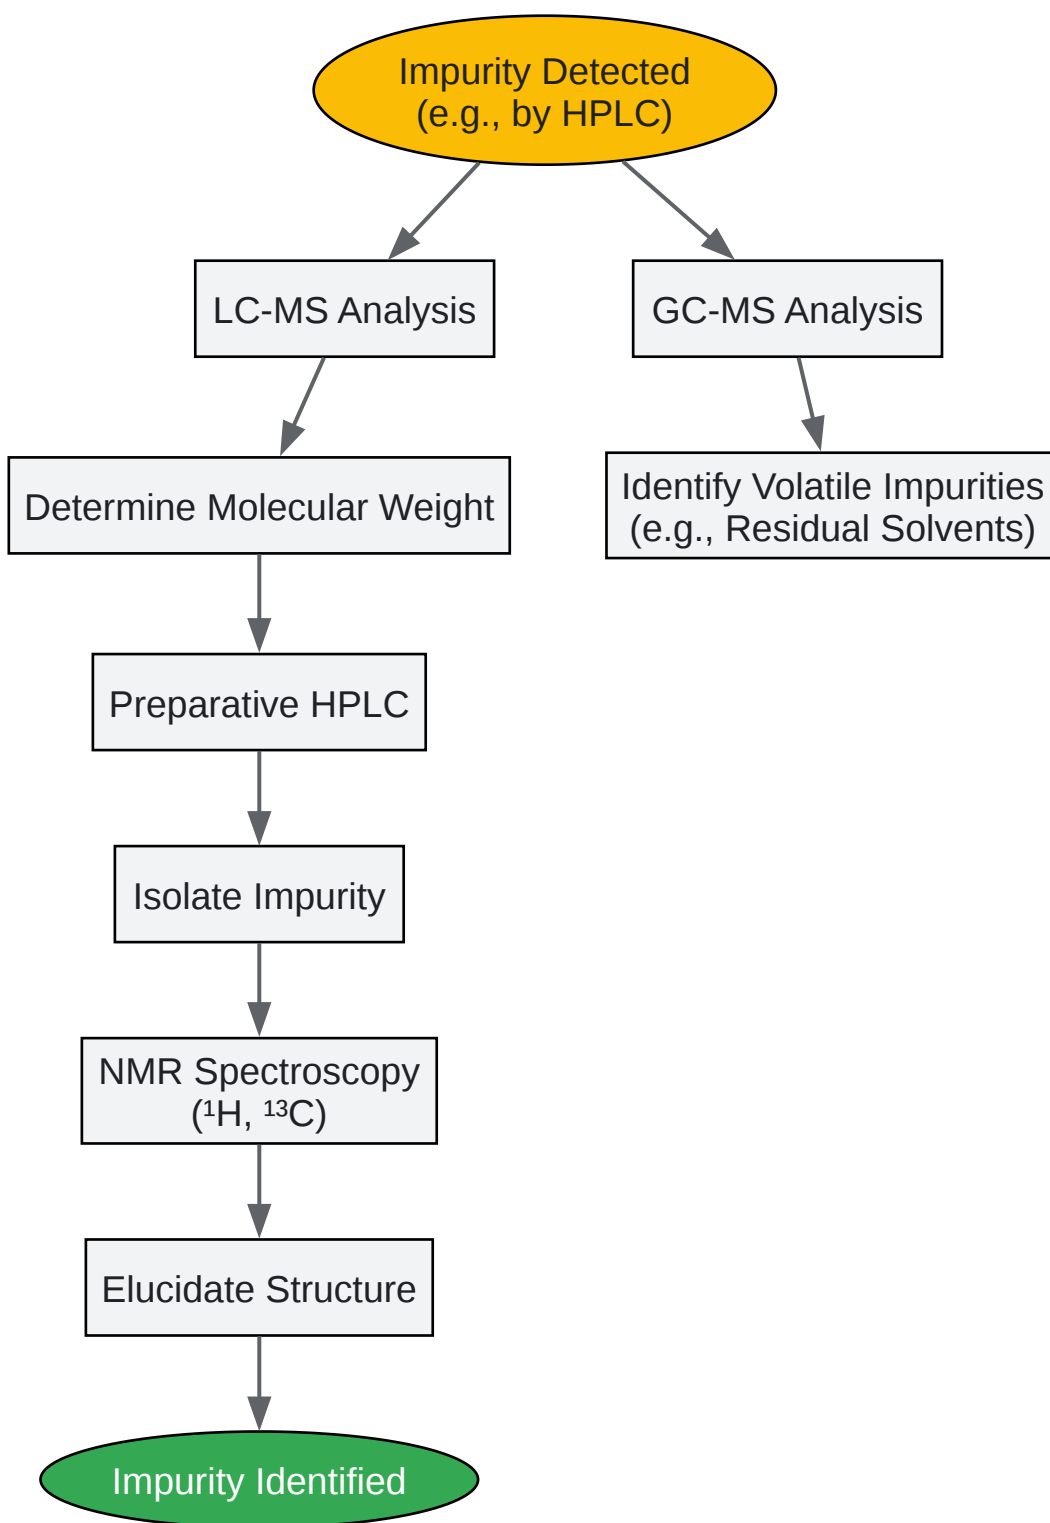 Impurity Detected
(e.g., by HPLC)
LC-MS Analysis
GC-MS Analysis
Determine Molecular Weight
Identify Volatile Impurities
(e.g., Residual Solvents)
Preparative HPLC
Isolate Impurity
NMR Spectroscopy
(¹H, ¹³C)
Elucidate Structure
Impurity Identified